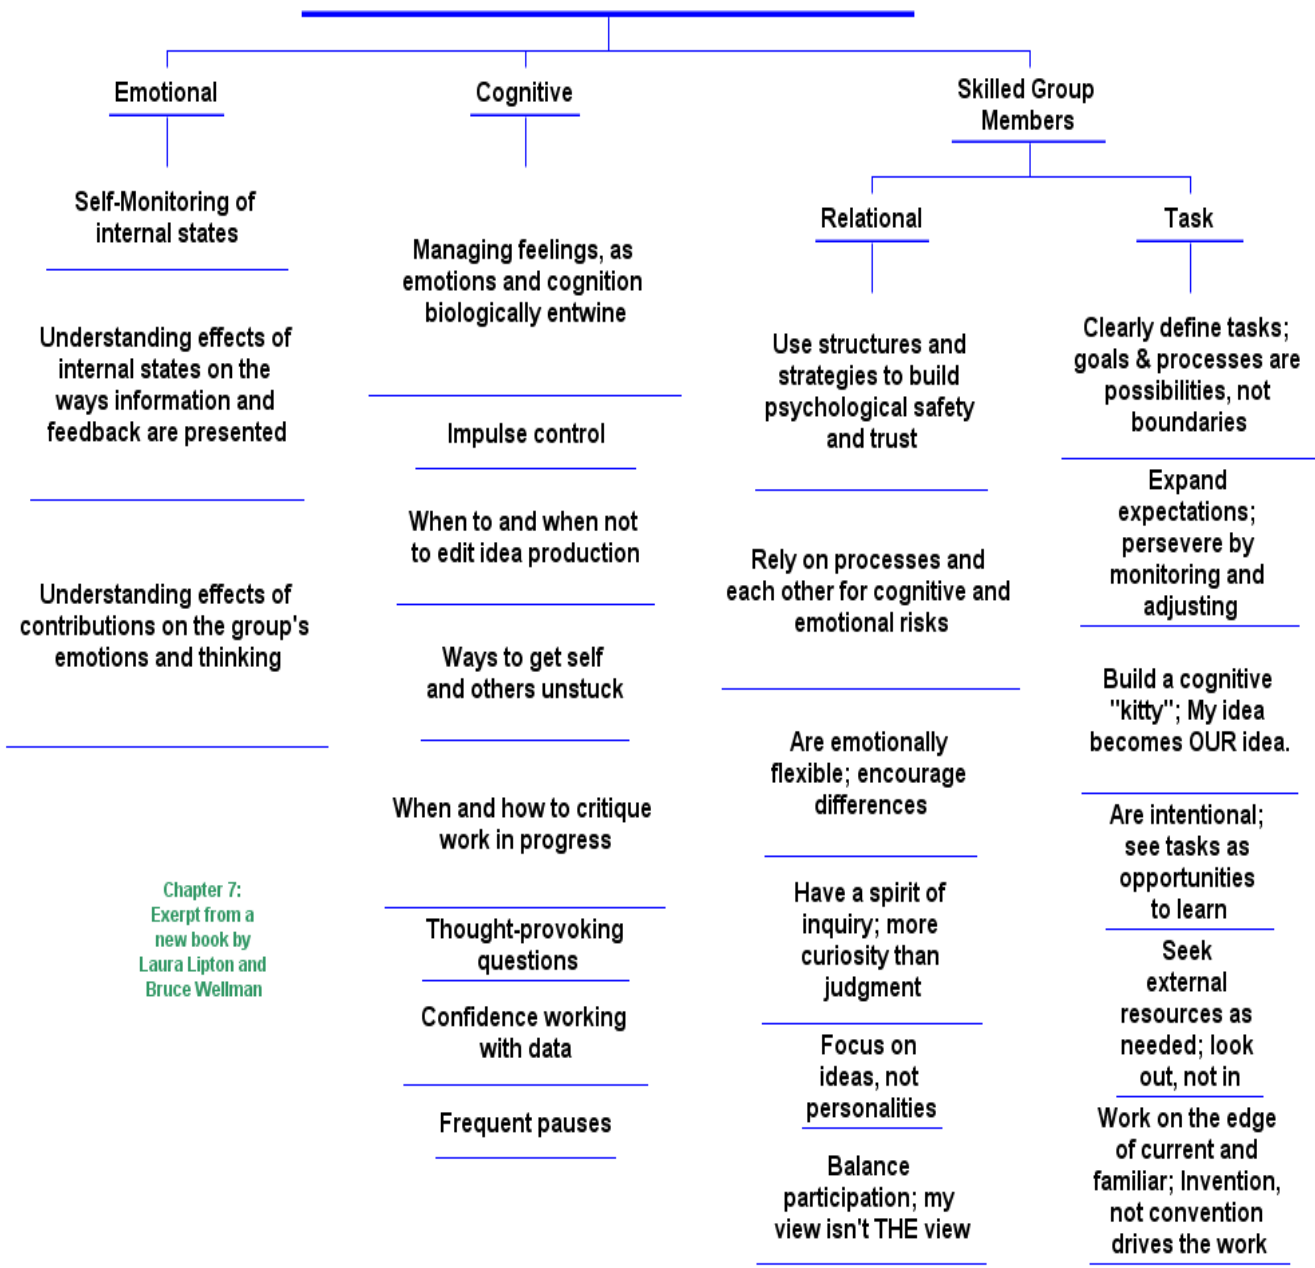 Emotional
Self-Monitoring of
internal states
Understanding effects of
internal states on the
ways information and
feedback are presented
Understanding effects of
contributions on the group's
emotions and thinking
Chapter 7:
Exerpt from a
new book by
Laura Lipton and
Bruce Wellman
Cognitive
Managing feelings, as
emotions and cognition
biologically entwine
Impulse control
When to and when not
to edit idea production
Ways to get self
and others unstuck
When and how to critique
work in progress
Thought-provoking
questions
Confidence working
with data
Frequent pauses
Skilled Group
Members
Relational
Use structures and
strategies to build
psychological safety
and trust
Rely on processes and
each other for cognitive and
emotional risks
Are emotionally
flexible; encourage
differences
Have a spirit of
inquiry; more
curiosity than
judgment
Focus on
ideas, not
personalities
Balance
participation; my
view isn't THE view
Task
Clearly define tasks;
goals & processes are
possibilities, not
boundaries
Expand
expectations;
persevere by
monitoring and
adjusting
Build a cognitive
"kitty"; My idea
becomes OUR idea.
Are intentional;
see tasks as
opportunities
to learn
Seek
external
resources as
needed; look
out, not in
Work on the edge
of current and
familiar; Invention,
not convention
drives the work